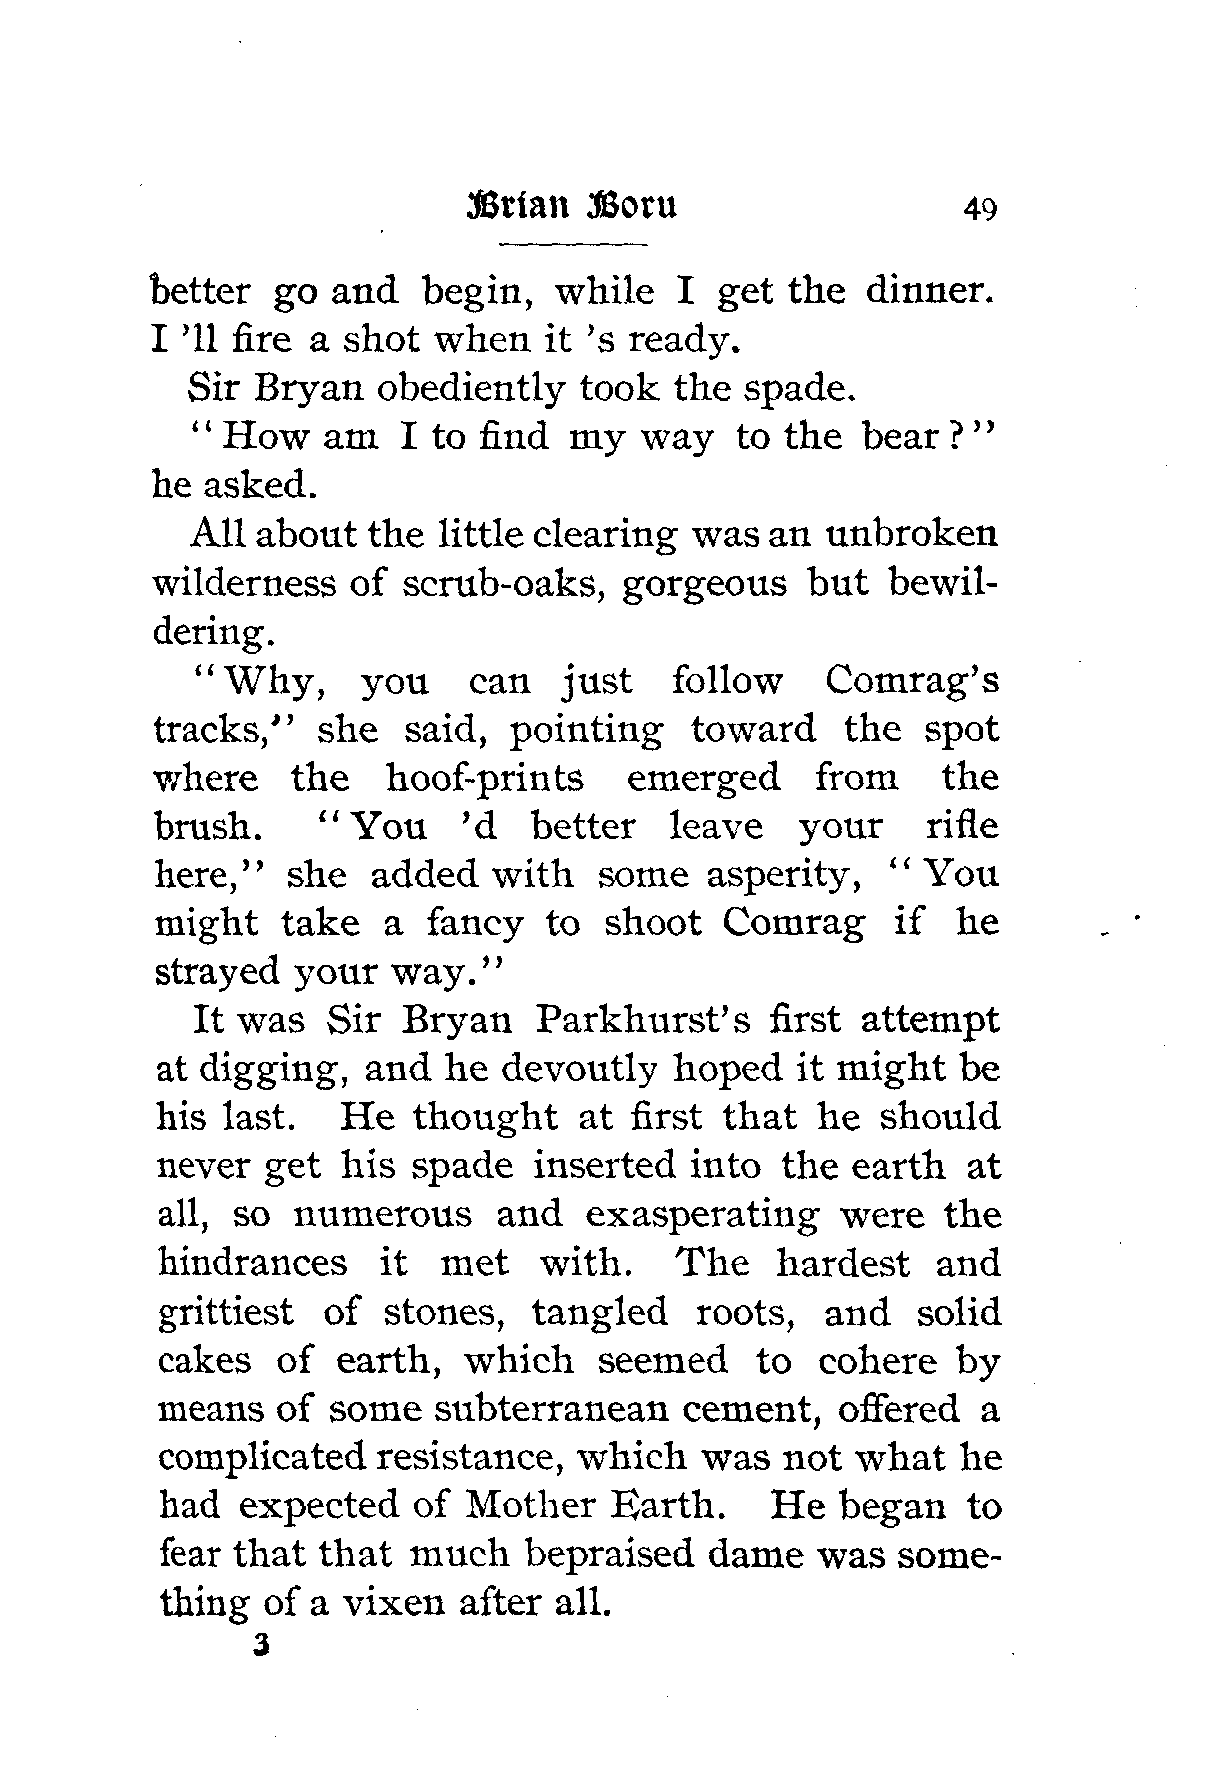 Brian Boru 49
better go and begin, while I get the dinner.
I 'll fire a shot when it 's ready.
Sir Bryan obediently took the spade.
"How am I to find my way to the bear?"
he asked.
All about the little clearing was an unbroken
wilderness of scrub-oaks, gorgeous but bewil-
dering.
"Why, you can just follow Comrag's
tracks," she said, pointing toward the spot
where the hoof-prints emerged from the
brush. "You 'd better leave your rifle
here," she added with some asperity, "You
might take a fancy to shoot Comrag if he
strayed your way."
It was Sir Bryan Parkhurst's first attempt
at digging, and he devoutly hoped it might be
his last. He thought at first that he should
never get his spade inserted into the earth at
all, so numerous and exasperating were the
hindrances it met with. The hardest and
grittiest of stones, tangled roots, and solid
cakes of earth, which seemed to cohere by
means of some subterranean cement, offered a
complicated resistance, which was not what he
had expected of Mother Earth. He began to
fear that that much bepraised dame was some-
thing of a vixen after all.
3